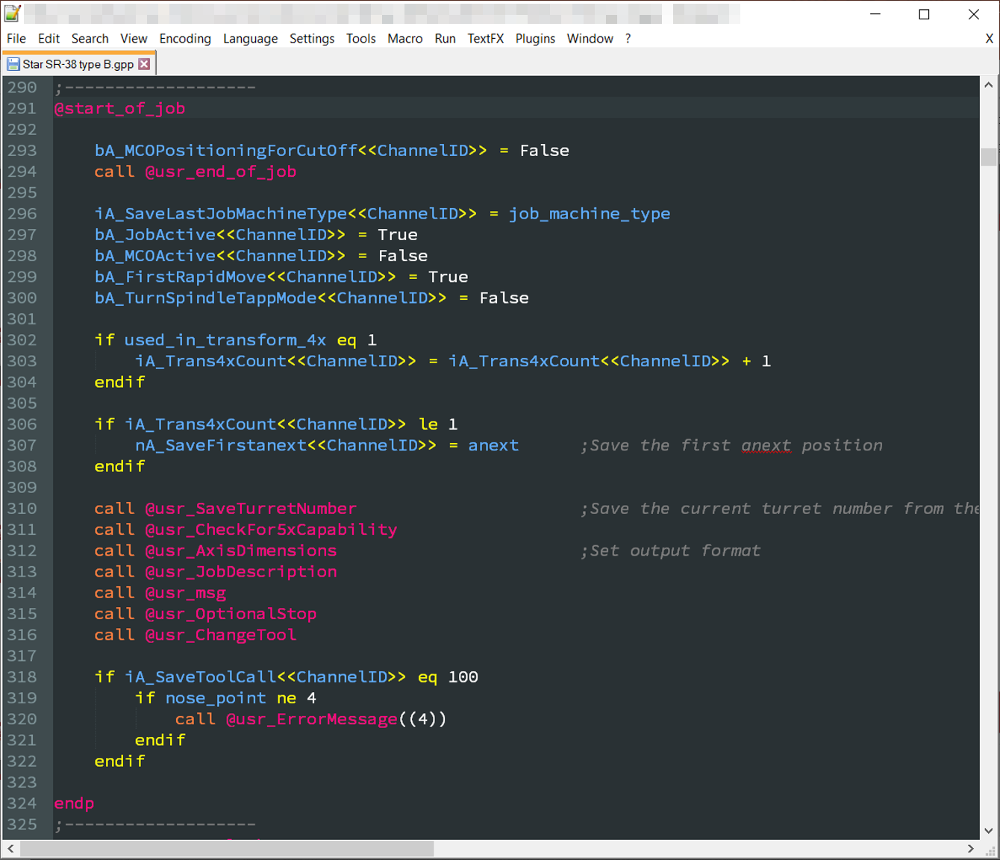 File Edit Search View Encoding Language Settings Tools Macro Run TextFX Plugins Window ? X
Star SR-38 type B.gpp
290 ;-------------------
291 @start_of_job
292
293 bA_MCOPositioningForCutOff<<ChannelID>> = False
294 call @usr_end_of_job
295
296 iA_SaveLastJobMachineType<<ChannelID>> = job_machine_type
297 bA_JobActive<<ChannelID>> = True
298 bA_MCOActive<<ChannelID>> = False
299 bA_FirstRapidMove<<ChannelID>> = True
300 bA_TurnSpindleTappMode<<ChannelID>> = False
301
302 if used_in_transform_4x eq 1
303 iA_Trans4xCount<<ChannelID>> = iA_Trans4xCount<<ChannelID>> + 1
304 endif
305
306 if iA_Trans4xCount<<ChannelID>> le 1
307 nA_SaveFirstanext<<ChannelID>> = anext ;Save the first anext position
308 endif
309
310 call @usr_SaveTurretNumber ;Save the current turret number from the
311 call @usr_CheckFor5xCapability
312 call @usr_AxisDimensions ;Set output format
313 call @usr_JobDescription
314 call @usr_msg
315 call @usr_OptionalStop
316 call @usr_ChangeTool
317
318 if iA_SaveToolCall<<ChannelID>> eq 100
319 if nose_point ne 4
320 call @usr_ErrorMessage((4))
321 endif
322 endif
323
324 endp
325 ;-------------------